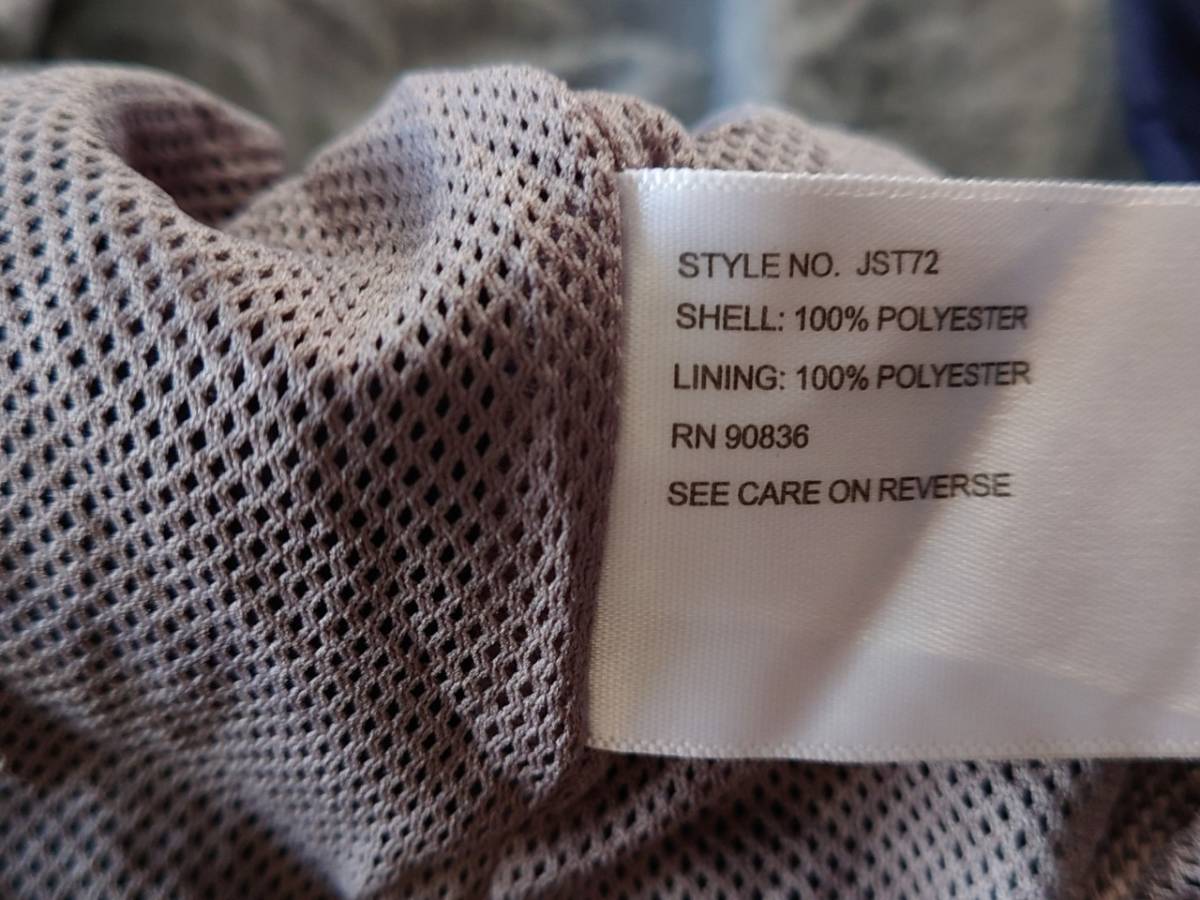 STYLE NO. JST72
SHELL: 100% POLYESTER
LINING: 100% POLYESTER
RN 90836
SEE CARE ON REVERSE